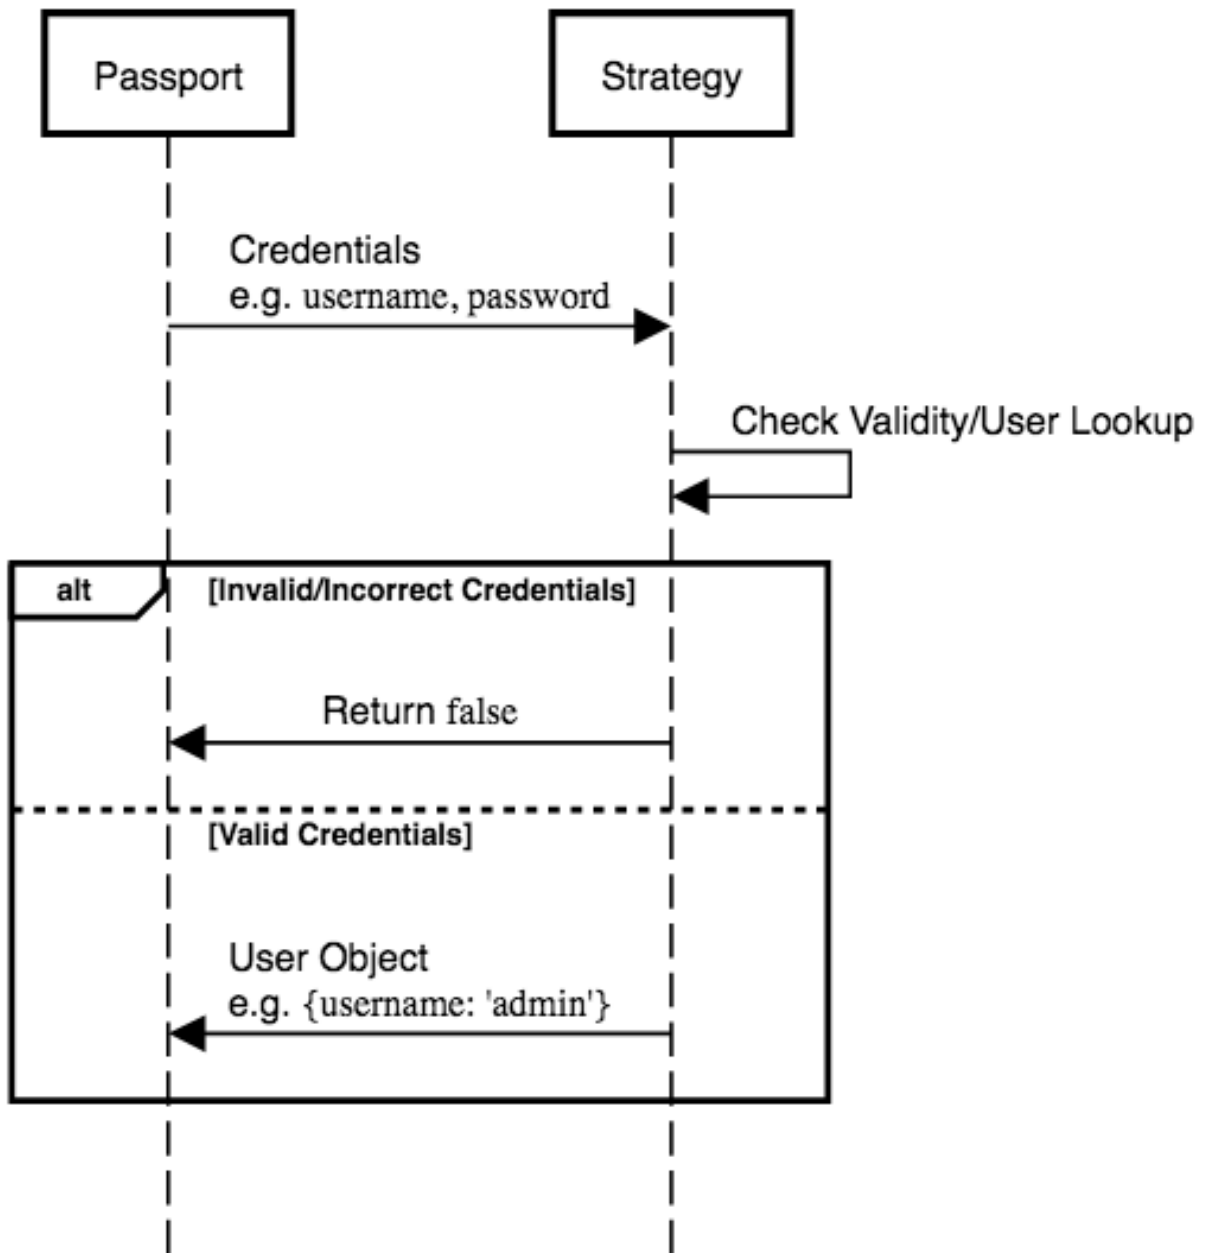 Passport
Strategy
Credentials
e.g. username, password
Check Validity/User Lookup
alt
[Invalid/Incorrect Credentials]
Return false
[Valid Credentials]
User Object
e.g. {username: 'admin'}